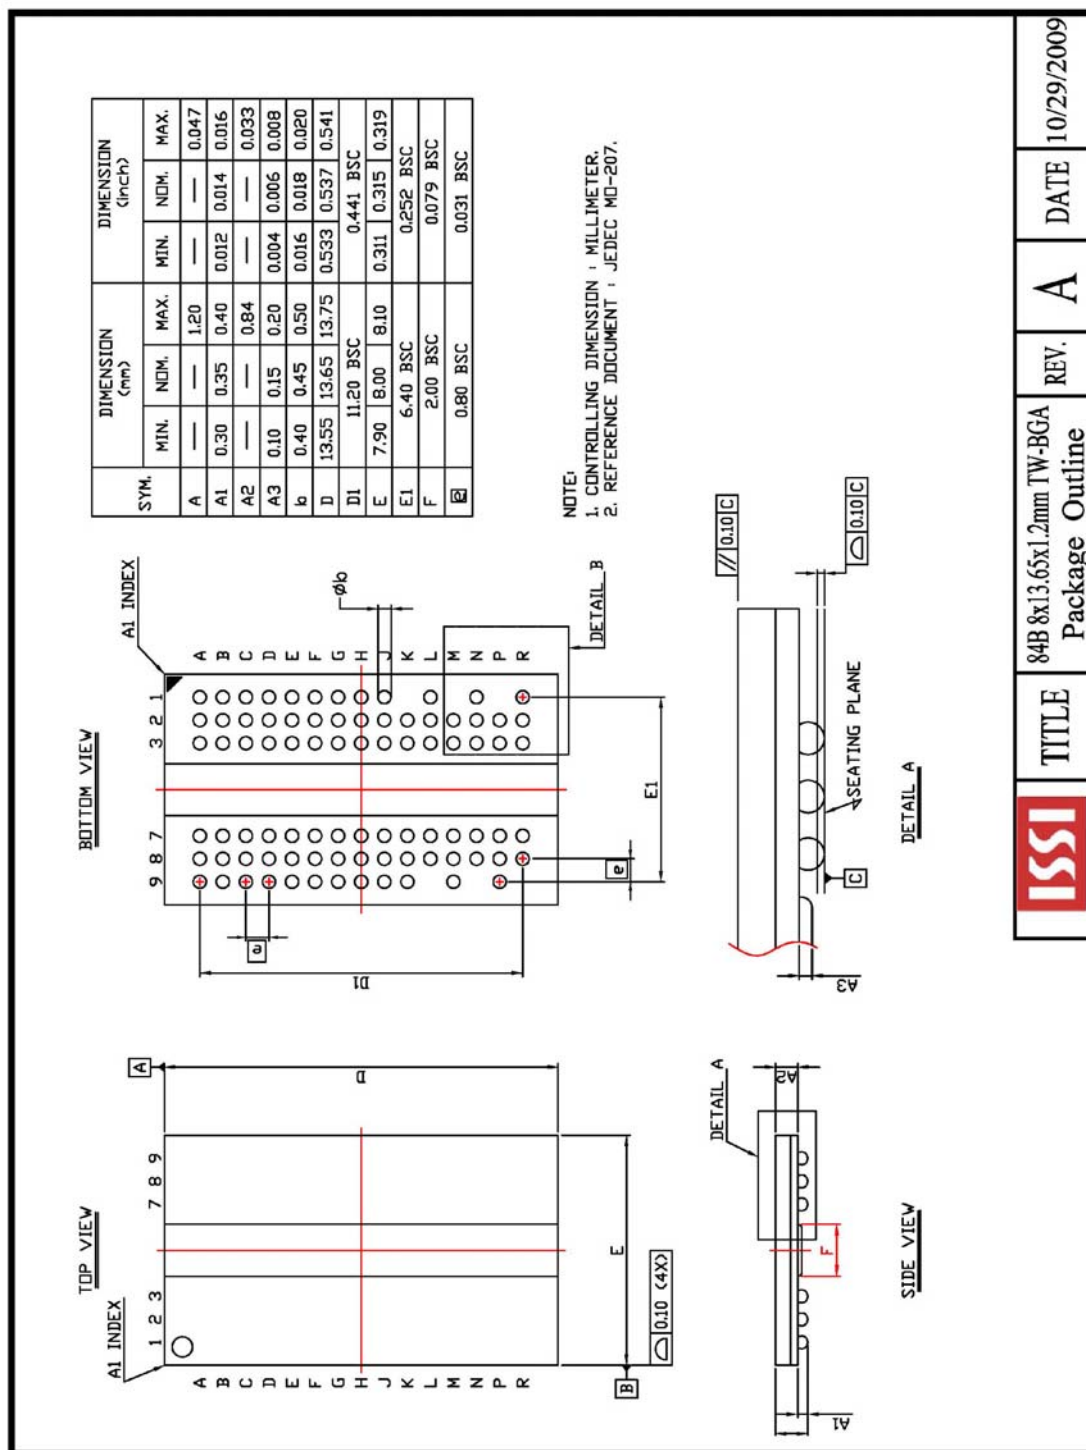 TOP VIEW
A1 INDEX
1 2 3 7 8 9
A
B
C
D
E
F
G
H
J
K
L
M
N
P
R
A
D
E
B
0.10 (4X)
BOTTOM VIEW
A1 INDEX
9 8 7 3 2 1
A
B
C
D
E
F
G
H
J
K
L
M
N
P
R
Øb
e
D1
e
E1
DETAIL B
SYM.
DIMENSION (mm)
DIMENSION (inch)
MIN. NOM. MAX. MIN. NOM. MAX.
A — — 1.20 — — 0.047
A1 0.30 0.35 0.40 0.012 0.014 0.016
A2 — — 0.84 — — 0.033
A3 0.10 0.15 0.20 0.004 0.006 0.008
b 0.40 0.45 0.50 0.016 0.018 0.020
D 13.55 13.65 13.75 0.533 0.537 0.541
D1 11.20 BSC 0.441 BSC
E 7.90 8.00 8.10 0.311 0.315 0.319
E1 6.40 BSC 0.252 BSC
F 2.00 BSC 0.079 BSC
e 0.80 BSC 0.031 BSC
NOTE:
1. CONTROLLING DIMENSION : MILLIMETER.
2. REFERENCE DOCUMENT : JEDEC MO-207.
DETAIL A
A2
F
A1
SIDE VIEW
// 0.10 C
0.10 C
SEATING PLANE
C
A3
DETAIL A
ISSI
TITLE
84B 8x13.65x1.2mm TW-BGA
Package Outline
REV.
A
DATE
10/29/2009